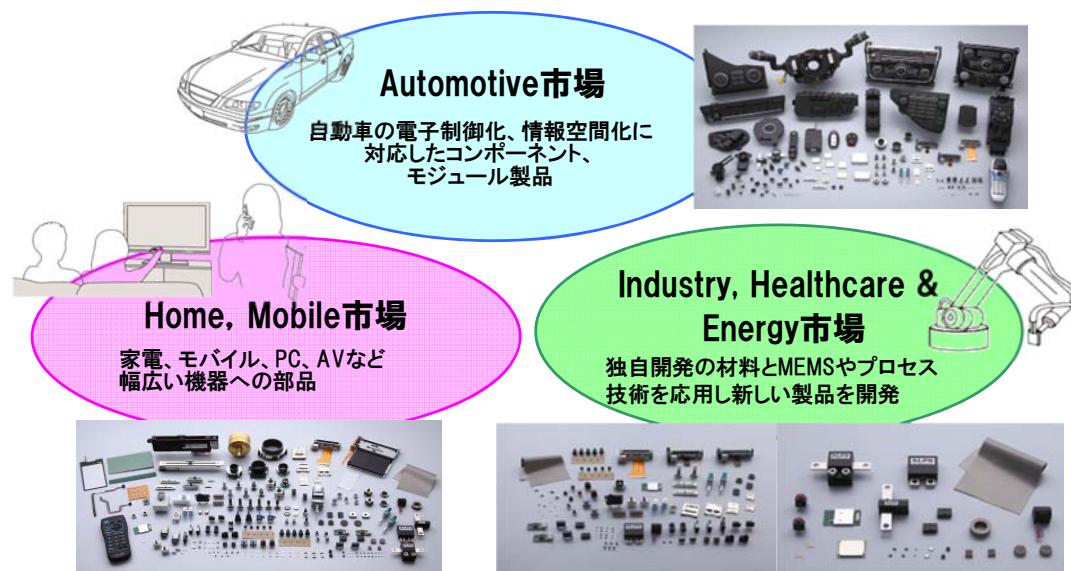 Automotive市場
自動車の電子制御化、情報空間化に
対応したコンポーネント、
モジュール製品
Home, Mobile市場
家電、モバイル、PC、AVなど
幅広い機器への部品
Industry, Healthcare &
Energy市場
独自開発の材料とMEMSやプロセス
技術を応用し新しい製品を開発
ALPS